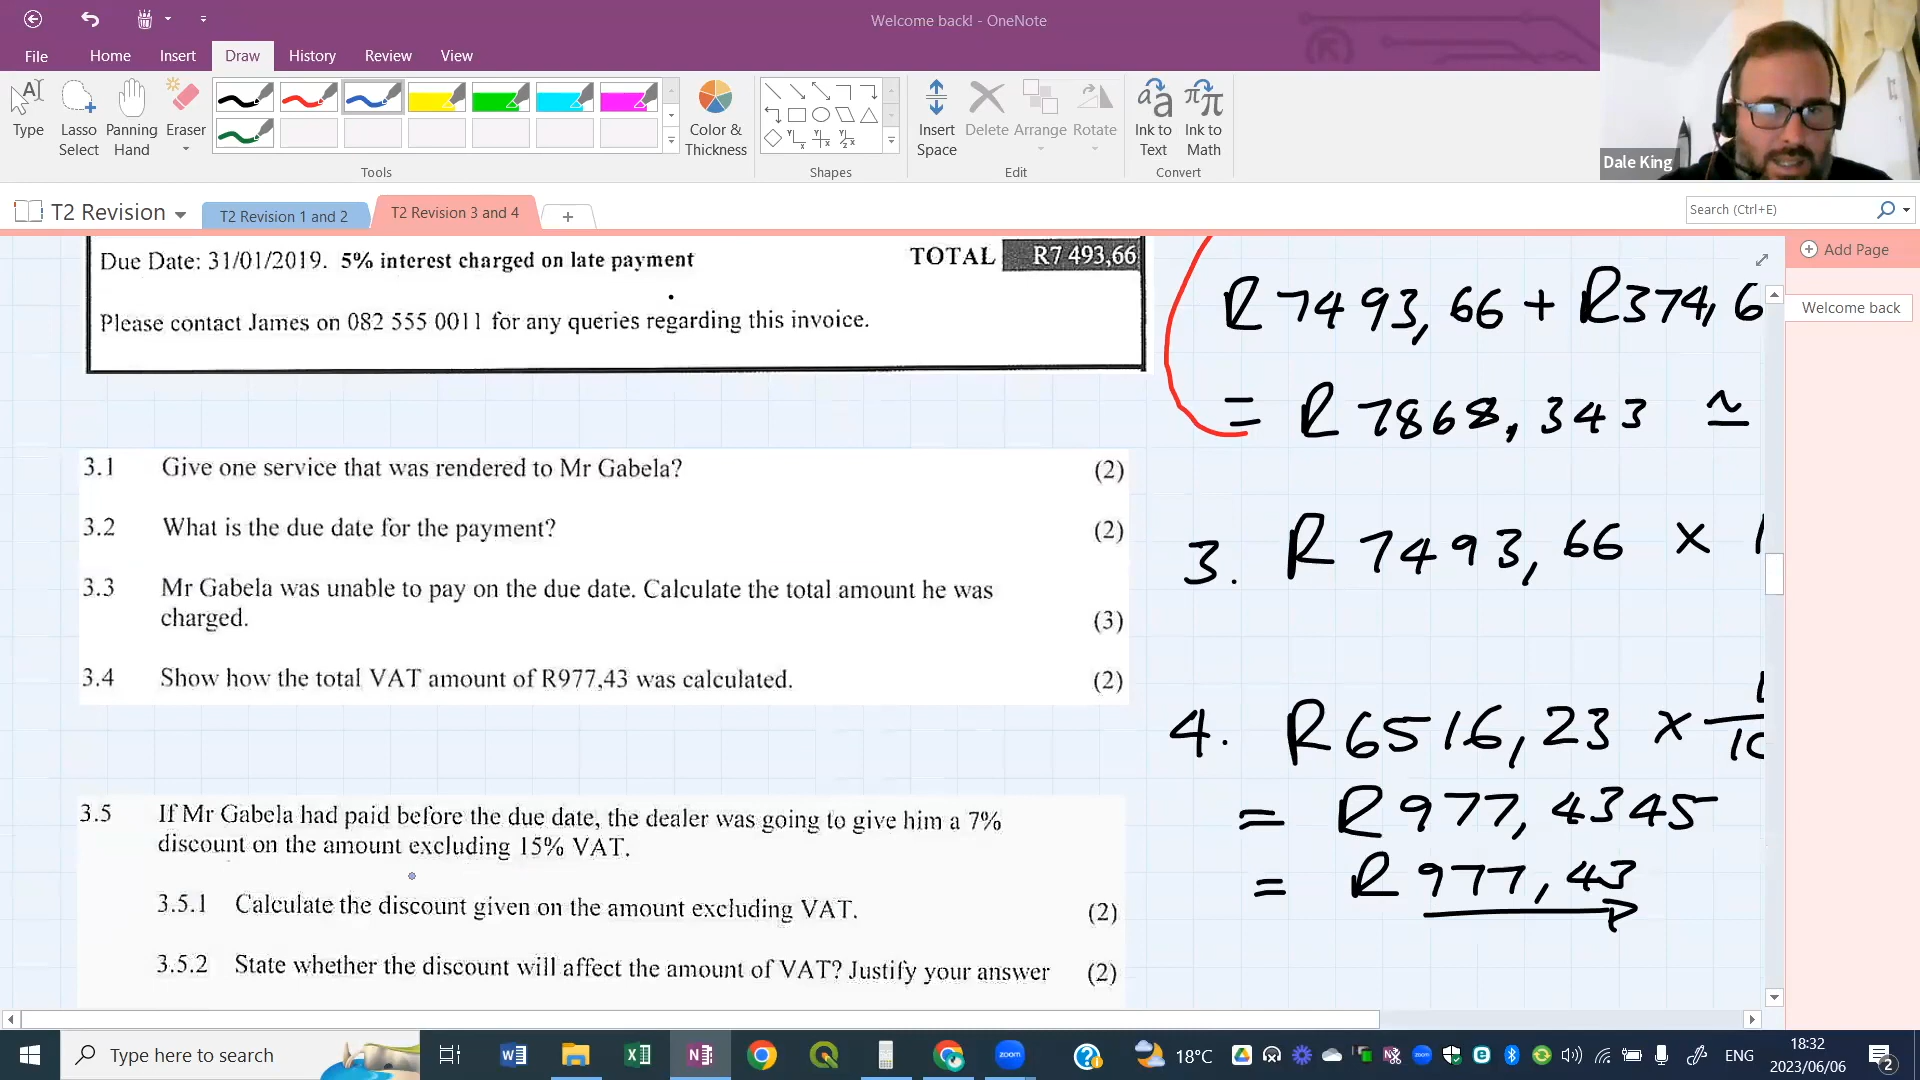 Welcome back! - OneNote
File Home Insert Draw History Review View
Type
Lasso Select
Panning Hand
Eraser
Color & Thickness
Insert Space
Delete Arrange Rotate
Ink to Text
Ink to Math
Tools Shapes Edit Convert
Dale King
T2 Revision T2 Revision 1 and 2 T2 Revision 3 and 4 + Search (Ctrl+E)
Add Page
Welcome back
Due Date: 31/01/2019. 5% interest charged on late payment TOTAL R7 493,66
Please contact James on 082 555 0011 for any queries regarding this invoice.
3.1 Give one service that was rendered to Mr Gabela? (2)
3.2 What is the due date for the payment? (2)
3.3 Mr Gabela was unable to pay on the due date. Calculate the total amount he was
charged. (3)
3.4 Show how the total VAT amount of R977,43 was calculated. (2)
3.5 If Mr Gabela had paid before the due date, the dealer was going to give him a 7%
discount on the amount excluding 15% VAT.
3.5.1 Calculate the discount given on the amount excluding VAT. (2)
3.5.2 State whether the discount will affect the amount of VAT? Justify your answer (2)
R7493,66 + R374,6
= R7868,343 ≃
3. R7493,66 ×
4. R6516,23 ×
= R977,4345
= R977,43
Type here to search
18°C ENG 18:32
2023/06/06 2